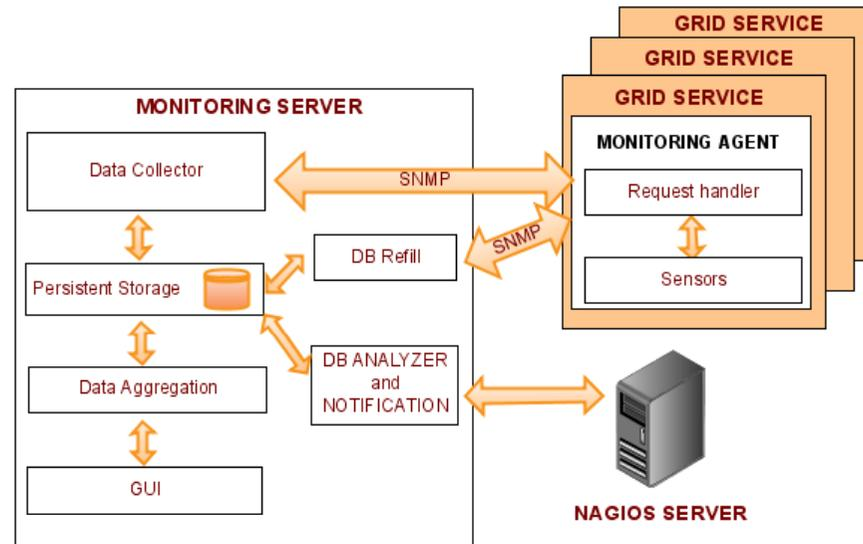 GRID SERVICE
GRID SERVICE
GRID SERVICE
MONITORING SERVER
MONITORING AGENT
Data Collector
SNMP
Request handler
SNMP
DB Refill
Persistent Storage
Sensors
DB ANALYZER
and
NOTIFICATION
Data Aggregation
GUI
NAGIOS SERVER